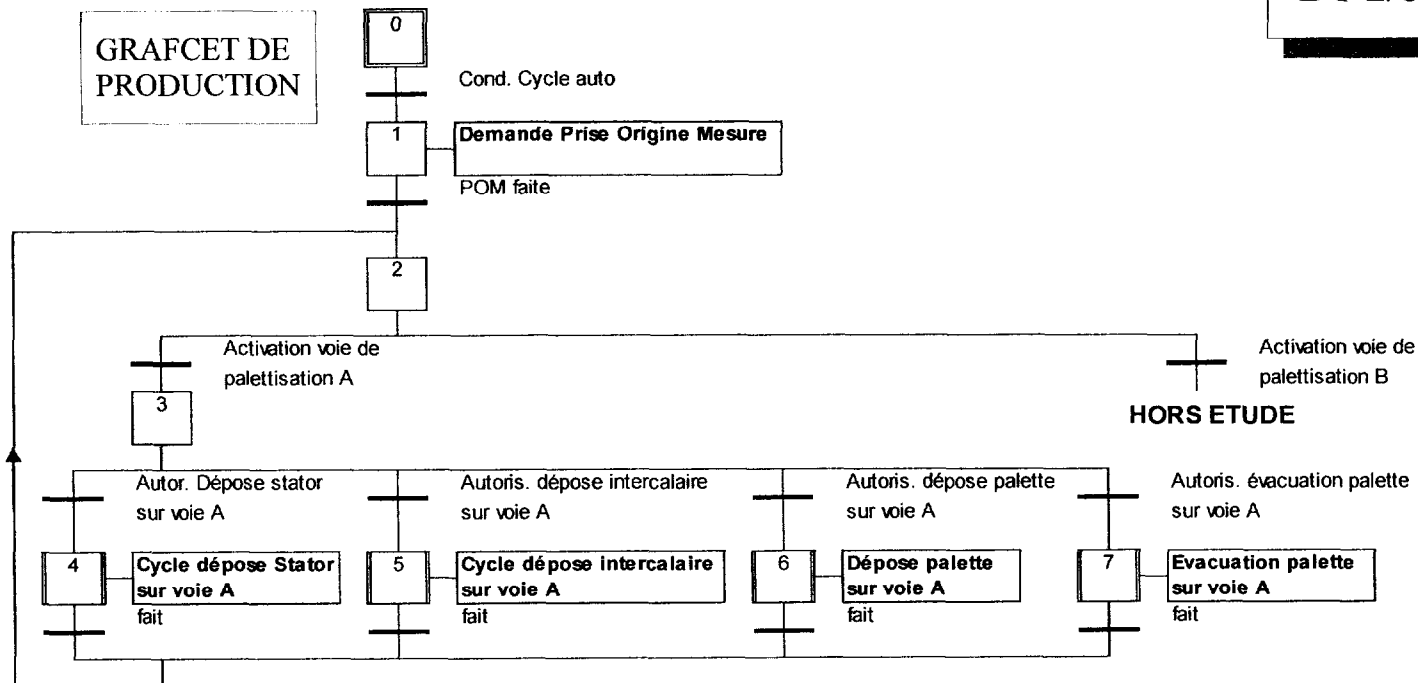 GRAFCET DE
PRODUCTION
0
Cond. Cycle auto
1
Demande Prise Origine Mesure
POM faite
2
Activation voie de
palettisation A
Activation voie de
palettisation B
3
HORS ETUDE
Autor. Dépose stator
sur voie A
Autoris. dépose intercalaire
sur voie A
Autoris. dépose palette
sur voie A
Autoris. évacuation palette
sur voie A
4
Cycle dépose Stator
sur voie A
fait
5
Cycle dépose intercalaire
sur voie A
fait
6
Dépose palette
sur voie A
fait
7
Evacuation palette
sur voie A
fait